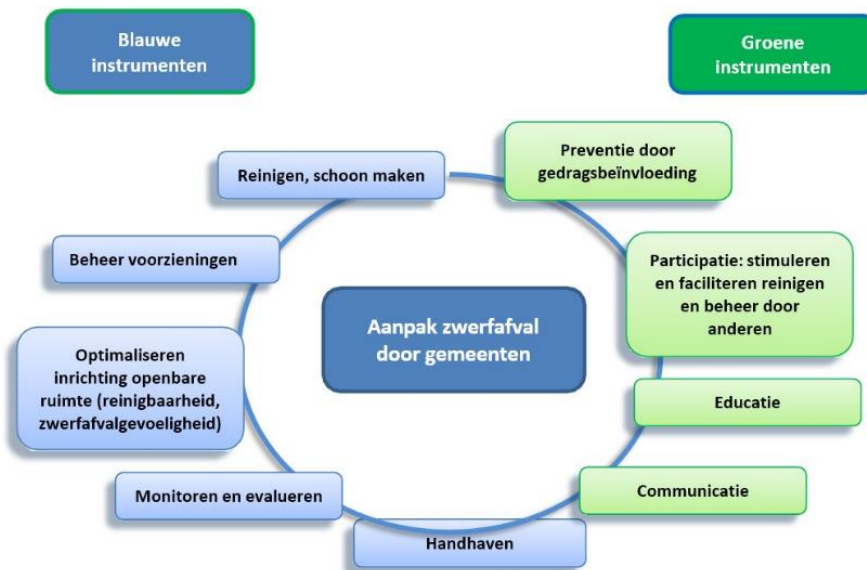 Blauwe
instrumenten
Groene
instrumenten
Preventie door
gedragsbeïnvloeding
Reinigen, schoon maken
Beheer voorzieningen
Participatie: stimuleren
en faciliteren reinigen
en beheer door
anderen
Aanpak zwerfafval
door gemeenten
Optimaliseren
inrichting openbare
ruimte (reinigbaarheid,
zwerfafvalgevoeligheid)
Educatie
Monitoren en evalueren
Communicatie
Handhaven